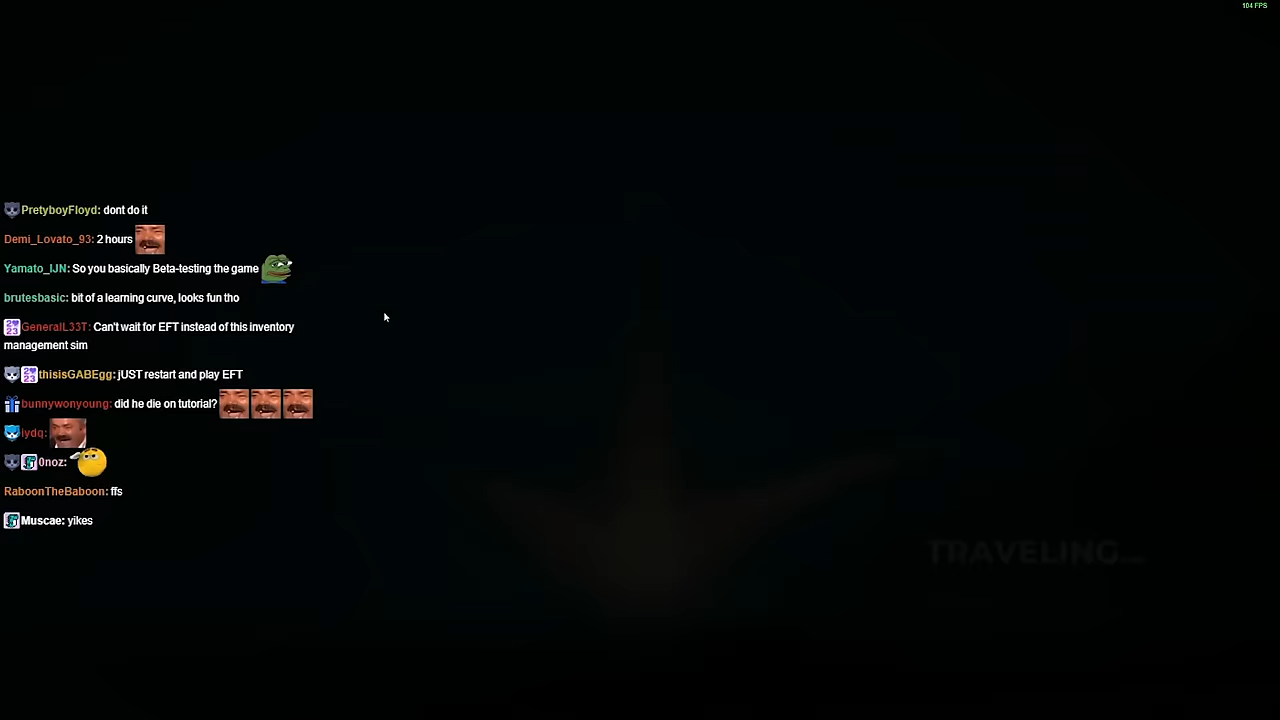 104 FPS
PretyboyFloyd: dont do it
Demi_Lovato_93: 2 hours
Yamato_IJN: So you basically Beta-testing the game
brutesbasic: bit of a learning curve, looks fun tho
GeneralL33T: Can't wait for EFT instead of this inventory
management sim
thisisGABEgg: jUST restart and play EFT
bunnywonyoung: did he die on tutorial?
iydq:
0noz:
RaboonTheBaboon: ffs
Muscae: yikes
TRAVELING...